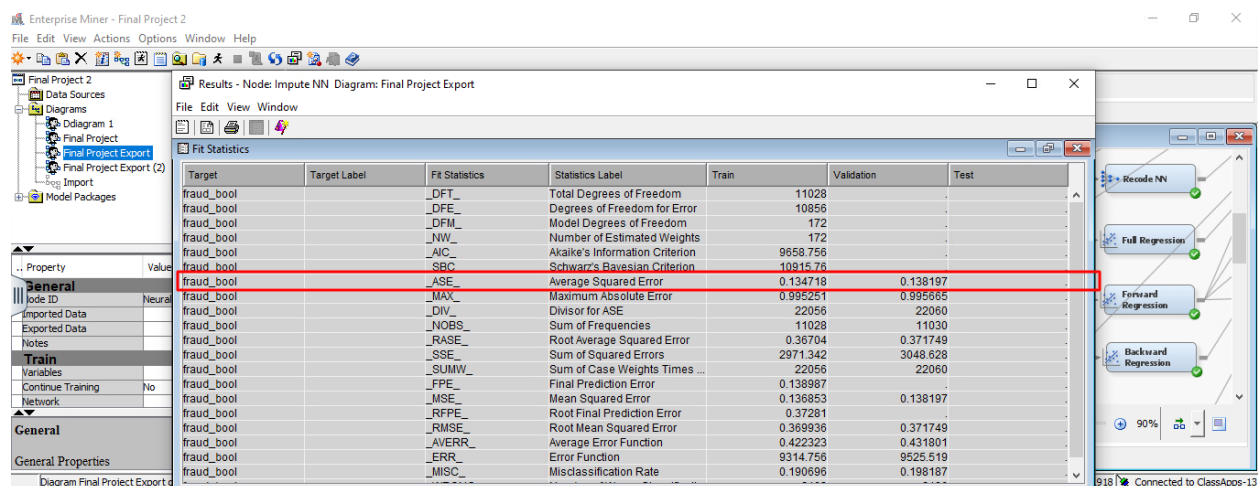 Enterprise Miner - Final Project 2
File Edit View Actions Options Window Help
Final Project 2
Data Sources
Diagrams
Ddiagram 1
Final Project
Final Project Export
Final Project Export (2)
Import
Model Packages
.. Property Value
General
Node ID Neural
Imported Data
Exported Data
Notes
Train
Variables
Continue Training No
Network
General
General Properties
Diagram Final Project Export
Results - Node: Impute NN Diagram: Final Project Export
File Edit View Window
Fit Statistics
Target Target Label Fit Statistics Statistics Label Train Validation Test
fraud_bool _DFT_ Total Degrees of Freedom 11028 . .
fraud_bool _DFE_ Degrees of Freedom for Error 10856 . .
fraud_bool _DFM_ Model Degrees of Freedom 172 . .
fraud_bool _NW_ Number of Estimated Weights 172 . .
fraud_bool _AIC_ Akaike's Information Criterion 9658.756 . .
fraud_bool _SBC_ Schwarz's Bayesian Criterion 10915.76 . .
fraud_bool _ASE_ Average Squared Error 0.134718 0.138197 .
fraud_bool _MAX_ Maximum Absolute Error 0.995251 0.995665 .
fraud_bool _DIV_ Divisor for ASE 22056 22060 .
fraud_bool _NOBS_ Sum of Frequencies 11028 11030 .
fraud_bool _RASE_ Root Average Squared Error 0.36704 0.371749 .
fraud_bool _SSE_ Sum of Squared Errors 2971.342 3048.628 .
fraud_bool _SUMW_ Sum of Case Weights Times ... 22056 22060 .
fraud_bool _FPE_ Final Prediction Error 0.138987 . .
fraud_bool _MSE_ Mean Squared Error 0.136853 0.138197 .
fraud_bool _RFPE_ Root Final Prediction Error 0.37281 . .
fraud_bool _RMSE_ Root Mean Squared Error 0.369936 0.371749 .
fraud_bool _AVERR_ Average Error Function 0.422323 0.431801 .
fraud_bool _ERR_ Error Function 9314.756 9525.519 .
fraud_bool _MISC_ Misclassification Rate 0.190696 0.198187 .
Recode NN
Full Regression
Forward
Regression
Backward
Regression
90%
918 Connected to ClassApps-13